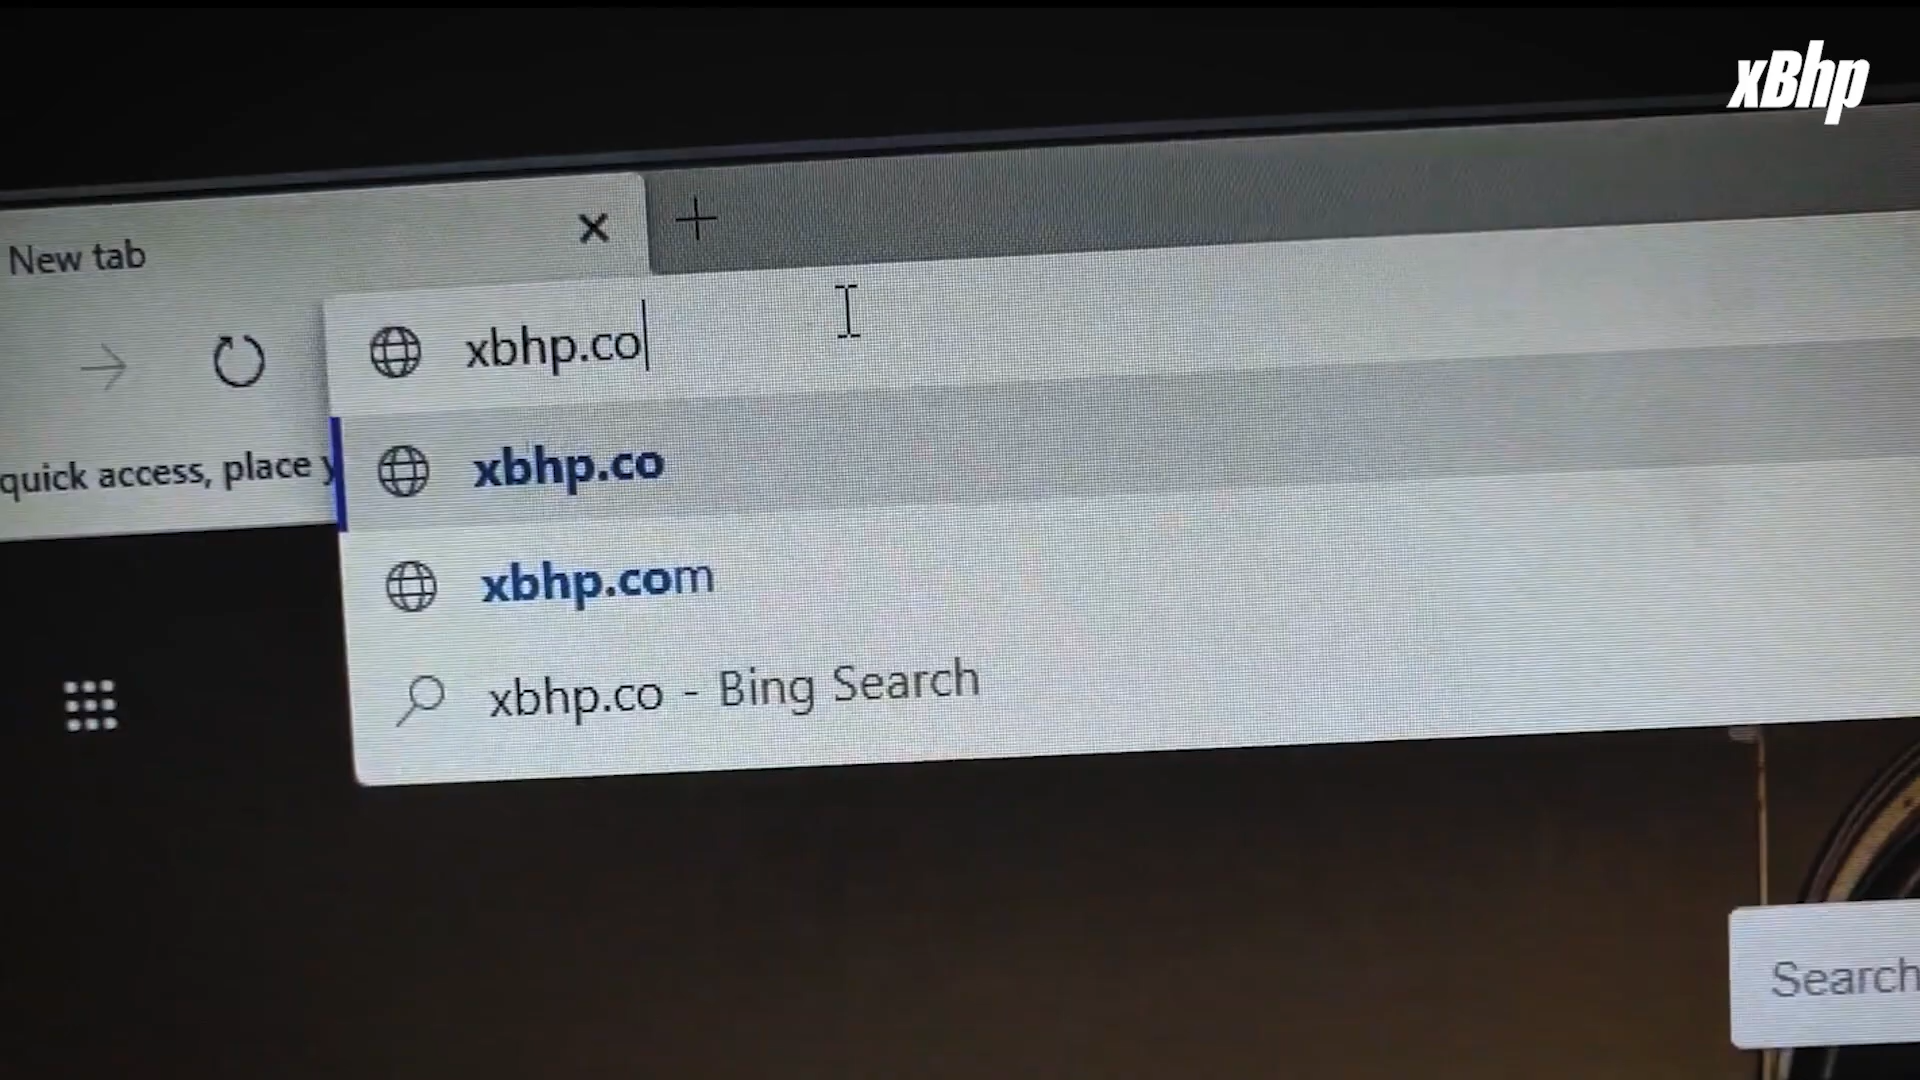 xBhp
New tab
xbhp.co
quick access, place y
xbhp.co
xbhp.com
xbhp.co - Bing Search
Search